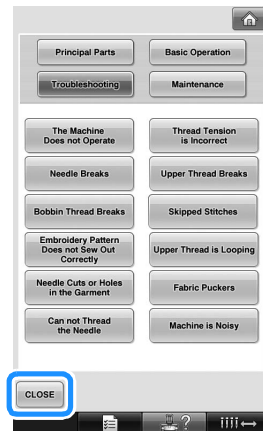 Principal Parts
Basic Operation
Troubleshooting
Maintenance
The Machine
Does not Operate
Thread Tension
is Incorrect
Needle Breaks
Upper Thread Breaks
Bobbin Thread Breaks
Skipped Stitches
Embroidery Pattern
Does not Sew Out
Correctly
Upper Thread is Looping
Needle Cuts or Holes
in the Garment
Fabric Puckers
Can not Thread
the Needle
Machine is Noisy
CLOSE
?